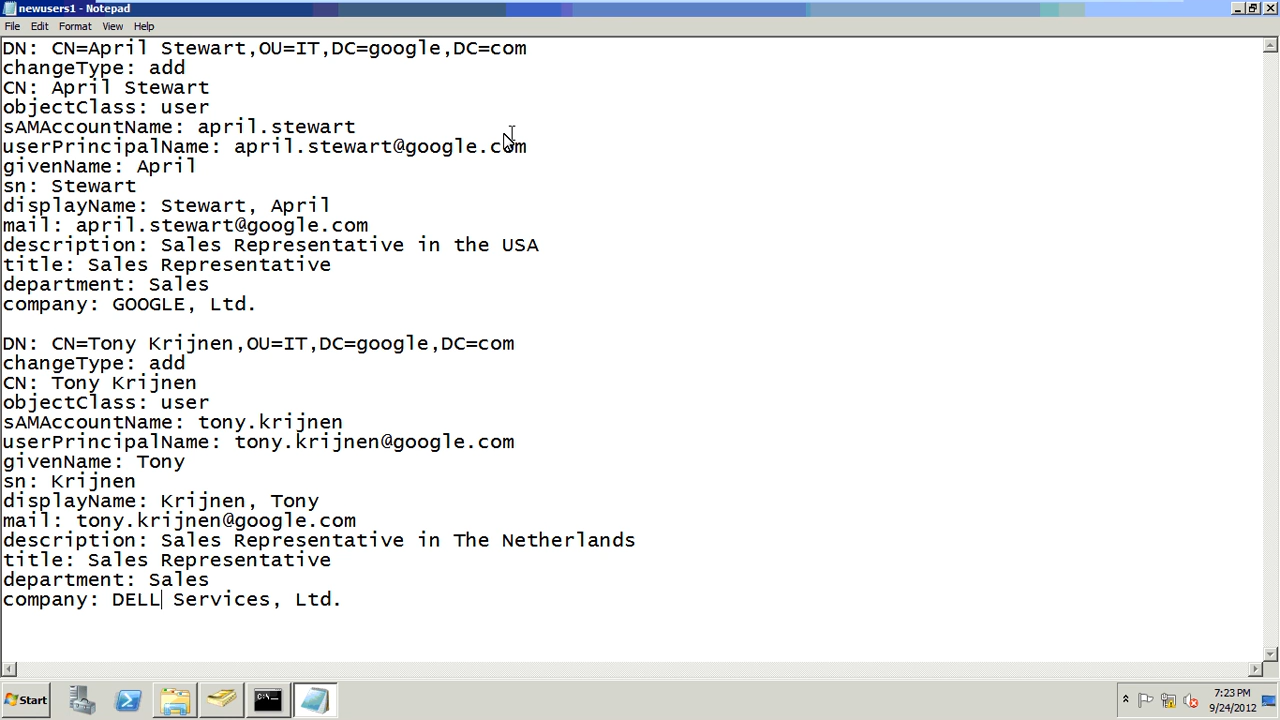 newusers1 - Notepad
File Edit Format View Help
DN: CN=April Stewart,OU=IT,DC=google,DC=com
changeType: add
CN: April Stewart
objectClass: user
sAMAccountName: april.stewart
userPrincipalName: april.stewart@google.com
givenName: April
sn: Stewart
displayName: Stewart, April
mail: april.stewart@google.com
description: Sales Representative in the USA
title: Sales Representative
department: Sales
company: GOOGLE, Ltd.

DN: CN=Tony Krijnen,OU=IT,DC=google,DC=com
changeType: add
CN: Tony Krijnen
objectClass: user
sAMAccountName: tony.krijnen
userPrincipalName: tony.krijnen@google.com
givenName: Tony
sn: Krijnen
displayName: Krijnen, Tony
mail: tony.krijnen@google.com
description: Sales Representative in The Netherlands
title: Sales Representative
department: Sales
company: DELL Services, Ltd.
Start
7:23 PM
9/24/2012